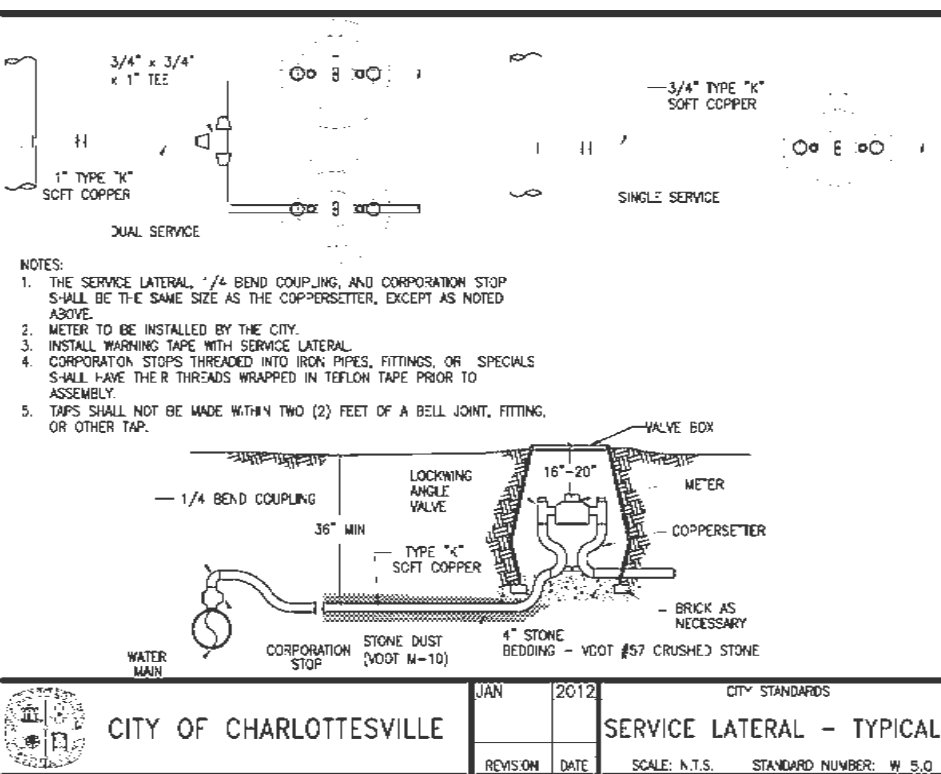 3/4" x 3/4"
x 1" TEE
3/4" TYPE "K"
SOFT COPPER
1" TYPE "K"
SOFT COPPER
DUAL SERVICE
SINGLE SERVICE
NOTES:
1. THE SERVICE LATERAL, 1/4 BEND COUPLING, AND CORPORATION STOP
SHALL BE THE SAME SIZE AS THE COPPERSETTER, EXCEPT AS NOTED
ABOVE.
2. METER TO BE INSTALLED BY THE CITY.
3. INSTALL WARNING TAPE WITH SERVICE LATERAL.
4. CORPORATON STOPS THREADED INTO IRON PIPES, FITTINGS, OR SPECIALS
SHALL HAVE THEIR THREADS WRAPPED IN TEFLON TAPE PRIOR TO
ASSEMBLY.
5. TAPS SHALL NOT BE MADE WITHIN TWO (2) FEET OF A BELL JOINT, FITTING,
OR OTHER TAP.
VALVE BOX
1/4 BEND COUPLING
LOCKWING
ANGLE
VALVE
16"-20"
METER
36" MIN
COPPERSETTER
TYPE "K"
SOFT COPPER
BRICK AS
NECESSARY
WATER
MAIN
CORPORATION
STOP
STONE DUST
(VDOT M-10)
4" STONE
BEDDING - VDOT #57 CRUSHED STONE
CITY OF CHARLOTTESVILLE
JAN 2012
REVISION DATE
CITY STANDARDS
SERVICE LATERAL - TYPICAL
SCALE: N.T.S. STANDARD NUMBER: W 5.0